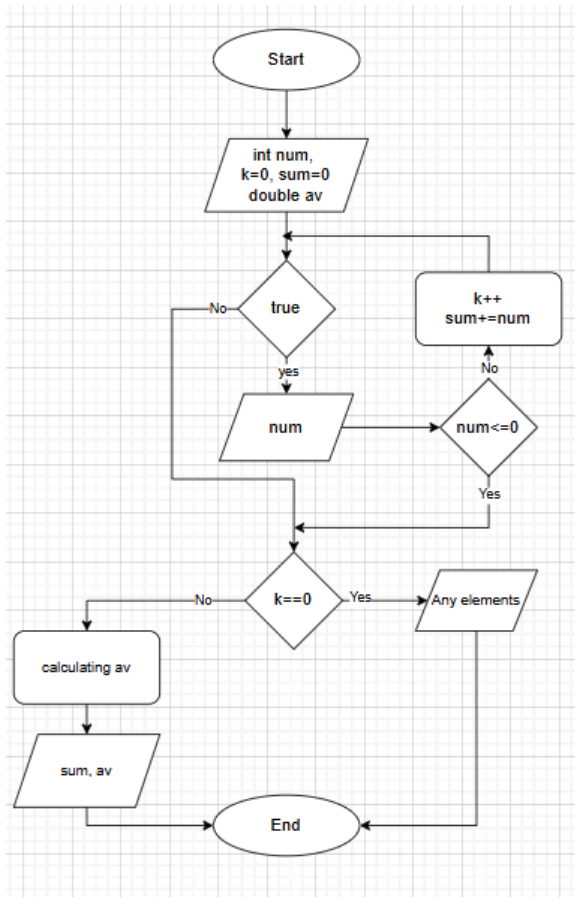 Start
int num,
k=0, sum=0
double av
true
No
yes
num
num<=0
No
k++
sum+=num
Yes
k==0
No
Yes
Any elements
calculating av
sum, av
End